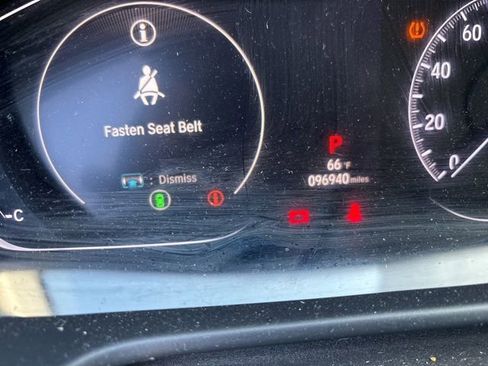 i
Fasten Seat Belt
: Dismiss
C
P
66 °F
096940 miles
60
40
20
0